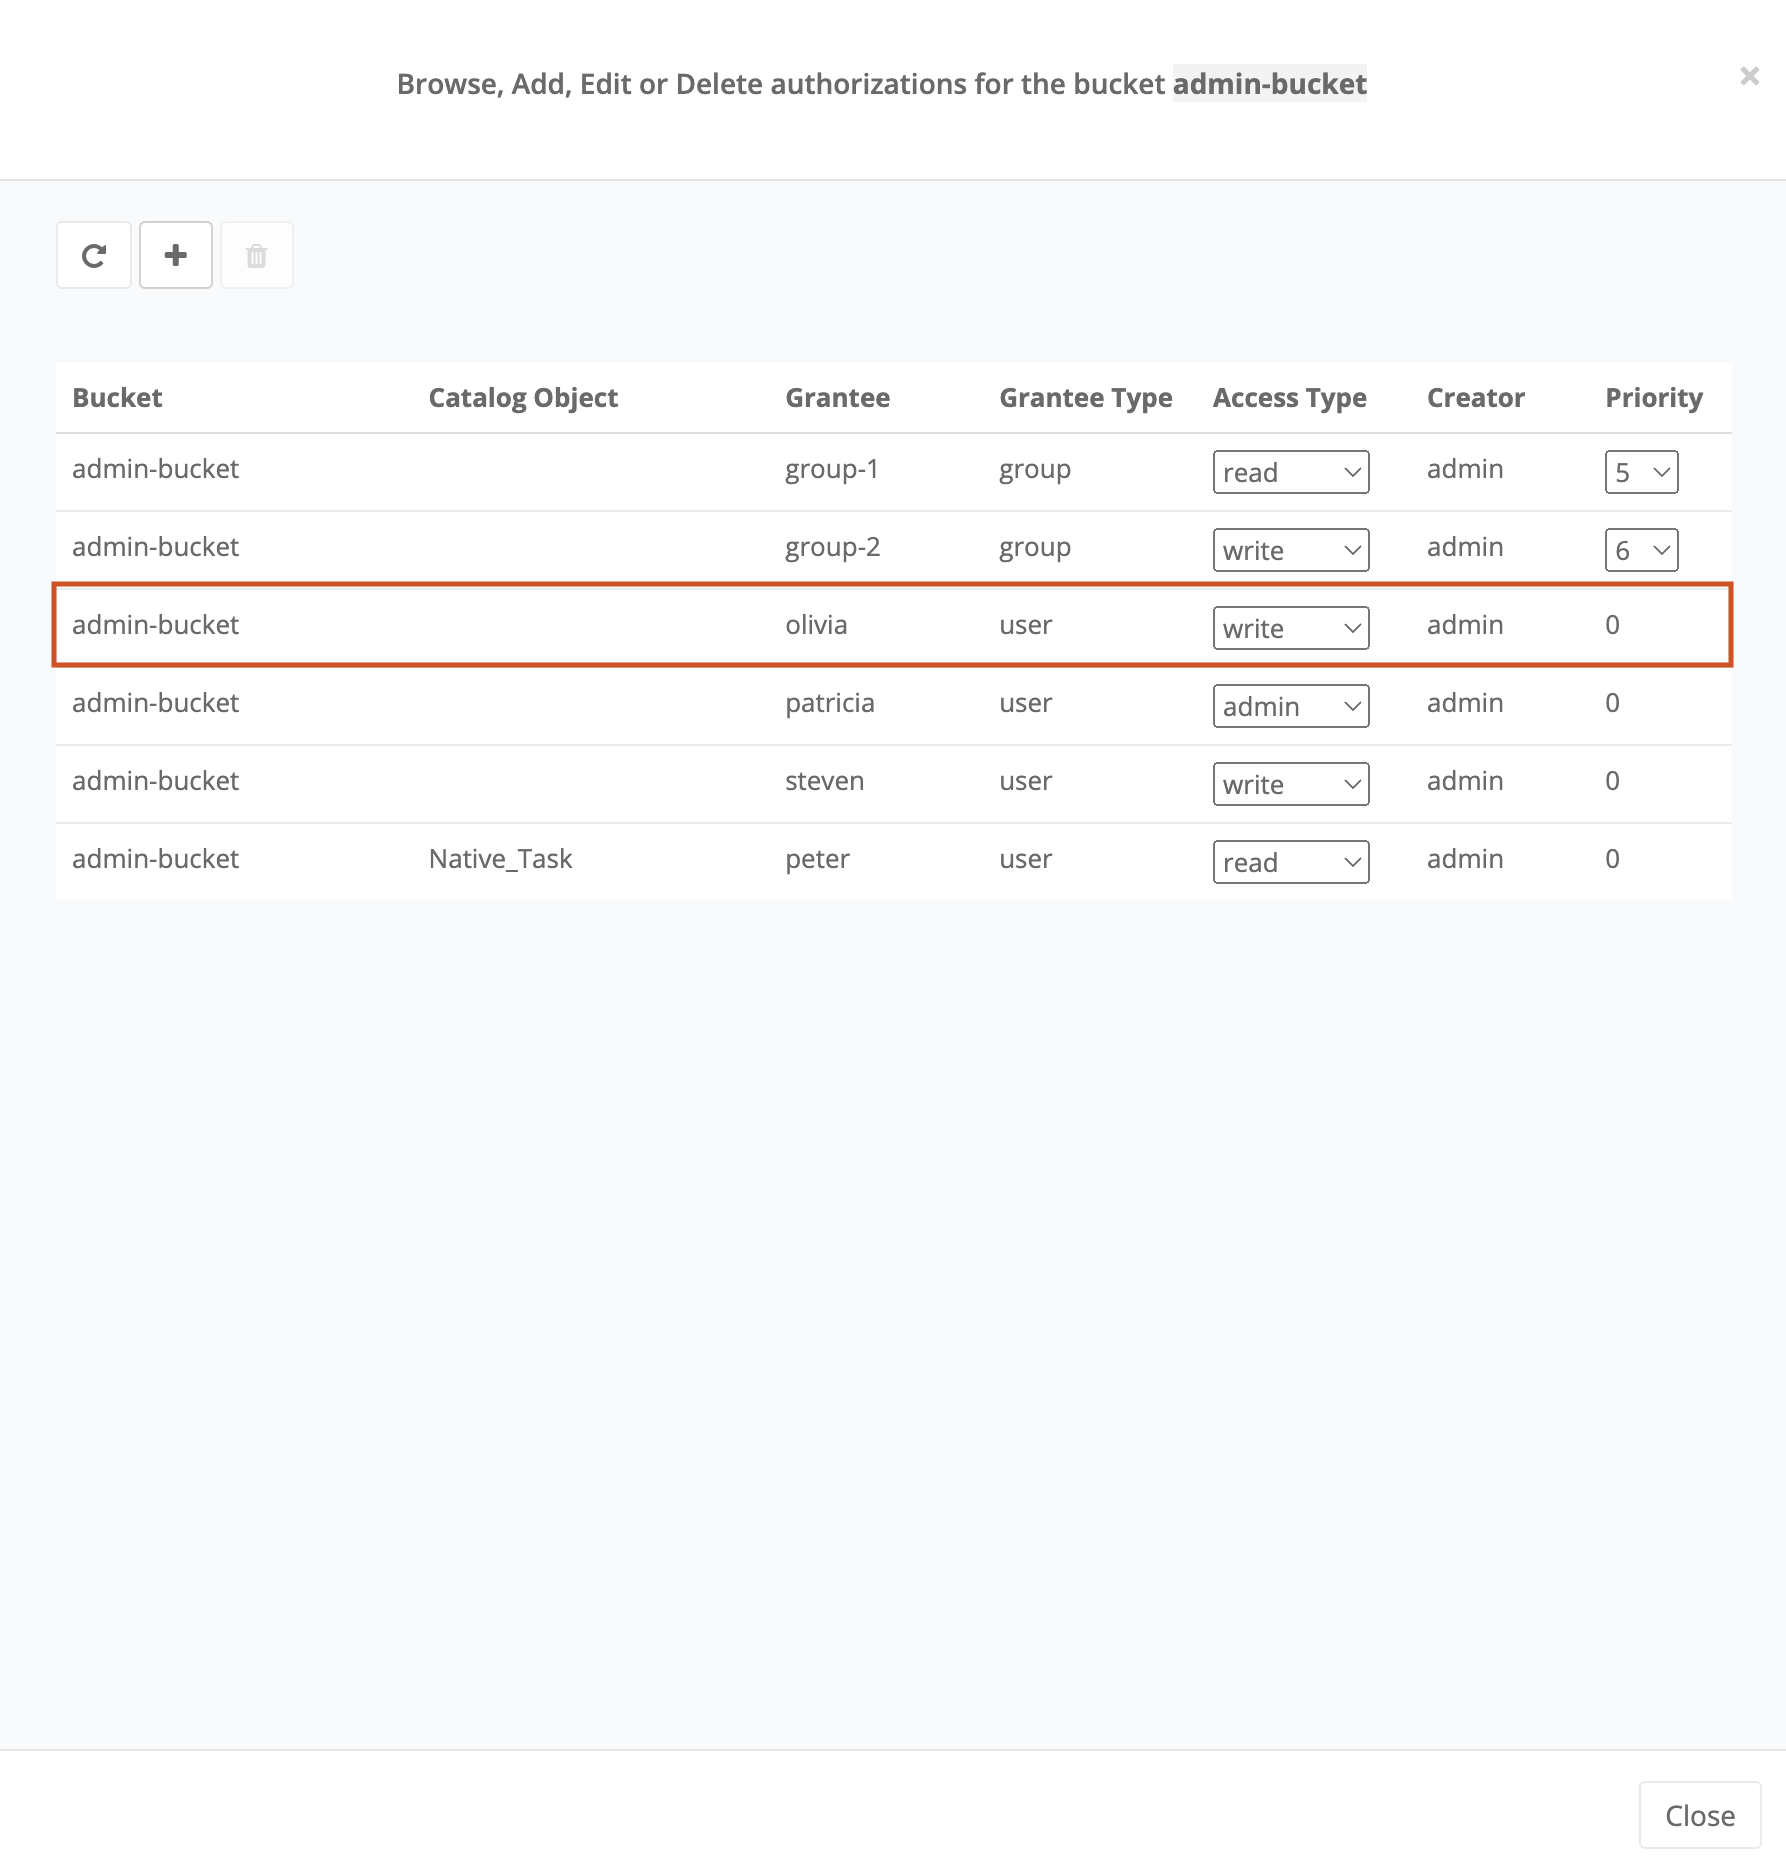 Browse, Add, Edit or Delete authorizations for the bucket admin-bucket
Bucket Catalog Object Grantee Grantee Type Access Type Creator Priority
admin-bucket group-1 group read admin 5
admin-bucket group-2 group write admin 6
admin-bucket olivia user write admin 0
admin-bucket patricia user admin admin 0
admin-bucket steven user write admin 0
admin-bucket Native_Task peter user read admin 0
Close